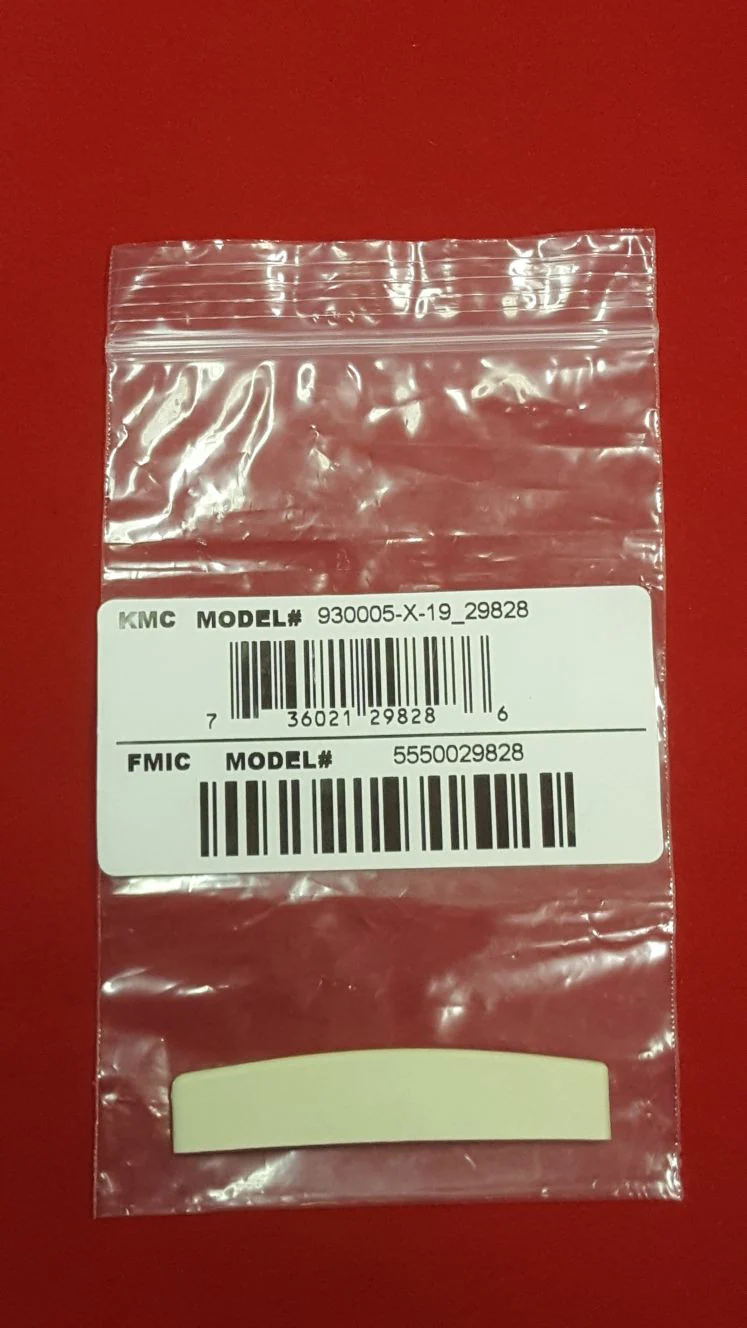 KMC MODEL# 930005-X-19_29828
7 36021 29828 6
FMIC MODEL# 5550029828